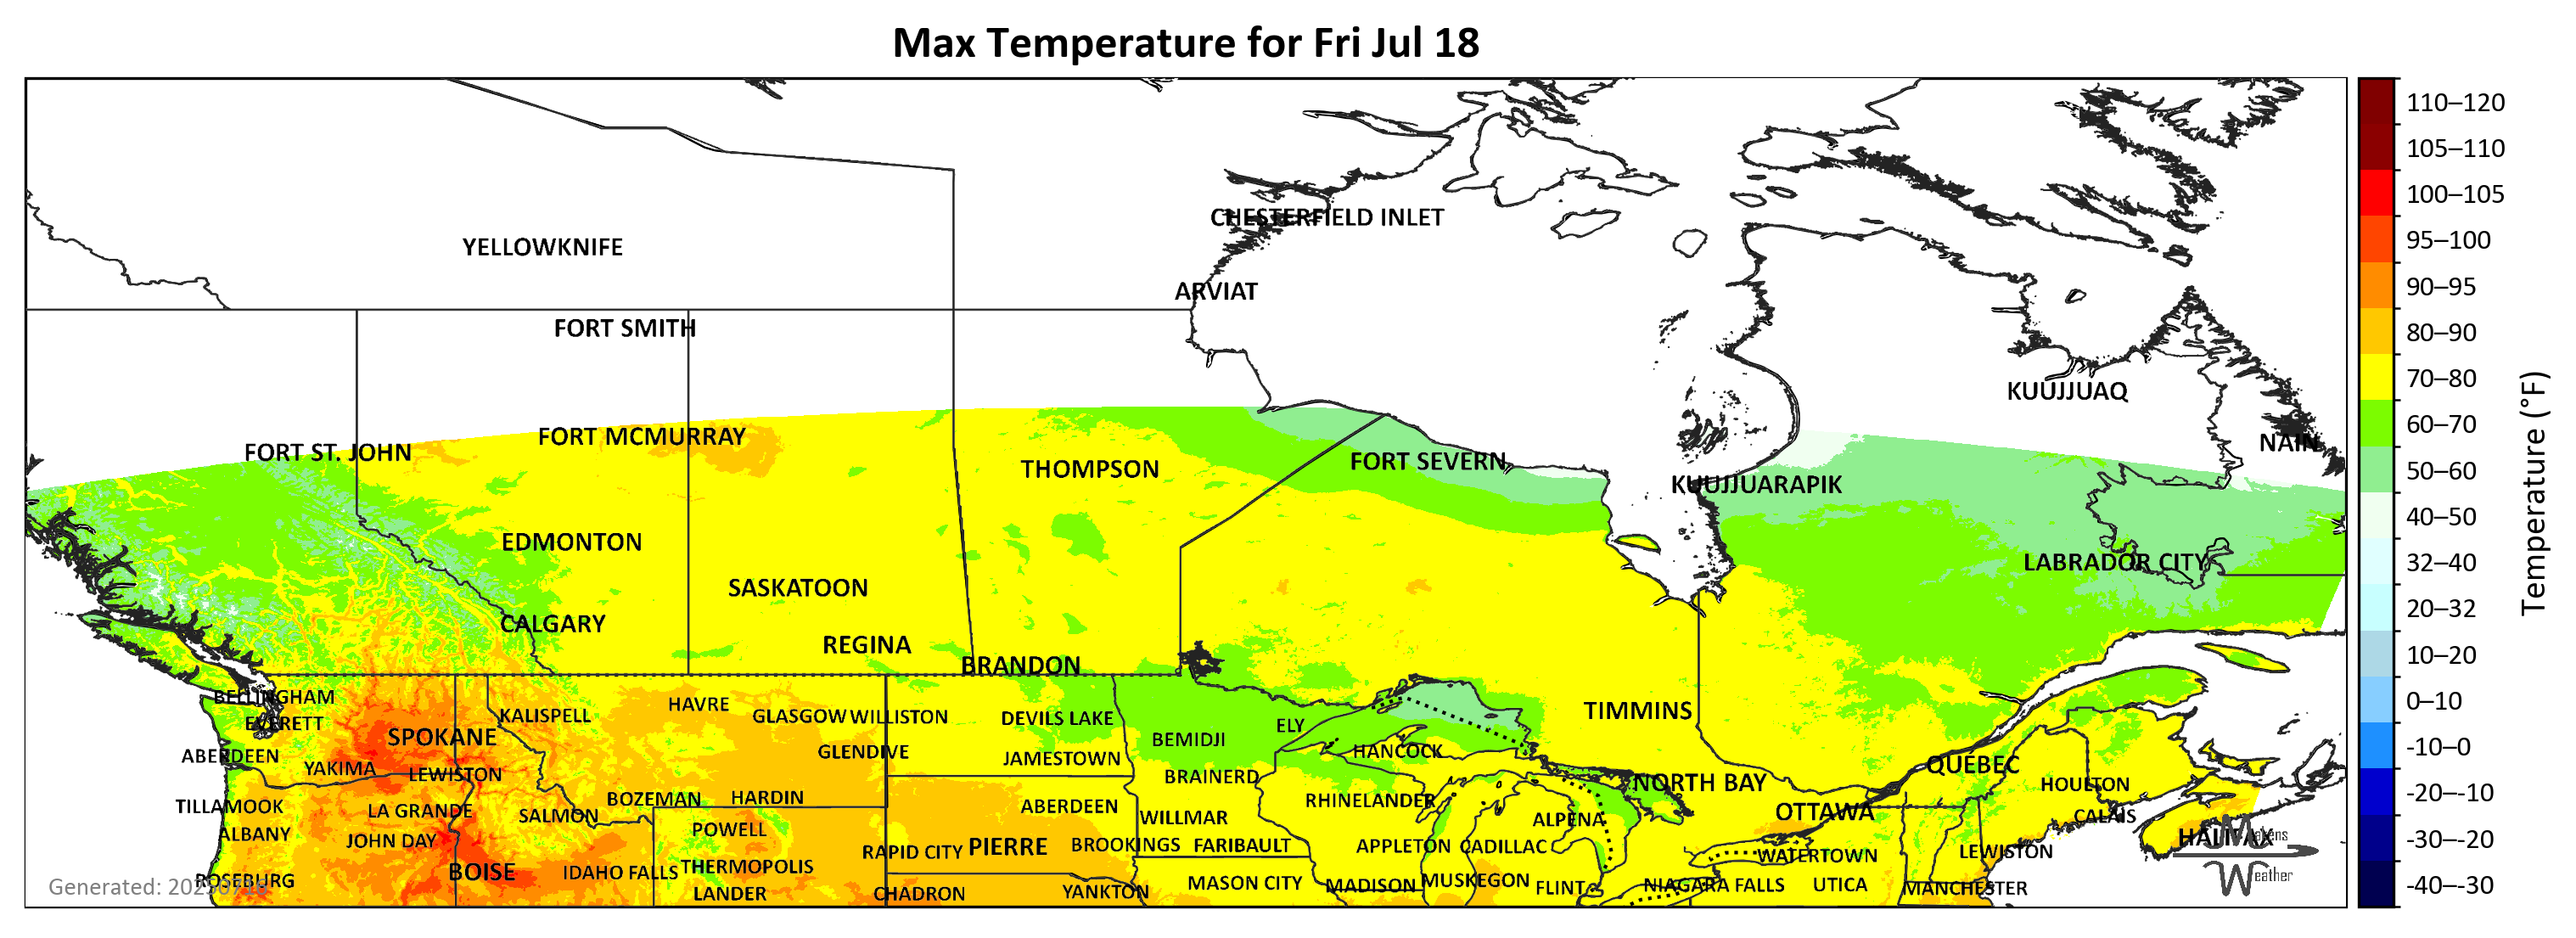 Max Temperature for Fri Jul 18
CHESTERFIELD INLET
YELLOWKNIFE
ARVIAT
FORT SMITH
KUUJJUAQ
FORT MCMURRAY
NAIN
FORT ST. JOHN
FORT SEVERN
THOMPSON
KUUJJUARAPIK
EDMONTON
LABRADOR CITY
SASKATOON
CALGARY
REGINA
BRANDON
BELLINGHAM
HAVRE
TIMMINS
KALISPELL
GLASGOW
WILLISTON
DEVILS LAKE
EVERETT
ELY
SPOKANE
BEMIDJI
HANCOCK
GLENDIVE
ABERDEEN
JAMESTOWN
QUÉBEC
YAKIMA
LEWISTON
BRAINERD
NORTH BAY
HOULTON
BOZEMAN
HARDIN
RHINELANDER
TILLAMOOK
LA GRANDE
ABERDEEN
OTTAWA
SALMON
CALAIS
WILLMAR
ALPENA
POWELL
ALBANY
HALIFAX
JOHN DAY
PIERRE
BROOKINGS
FARIBAULT
APPLETON
CADILLAC
RAPID CITY
LEWISTON
WATERTOWN
THERMOPOLIS
BOISE
IDAHO FALLS
ROSEBURG
MASON CITY
MADISON
MUSKEGON
FLINT
NIAGARA FALLS
UTICA
MANCHESTER
LANDER
CHADRON
YANKTON
Makens
Weather
110–120
105–110
100–105
95–100
90–95
80–90
70–80
60–70
50–60
40–50
32–40
20–32
10–20
0–10
-10–0
-20–-10
-30–-20
-40–-30
Temperature (°F)
Generated: